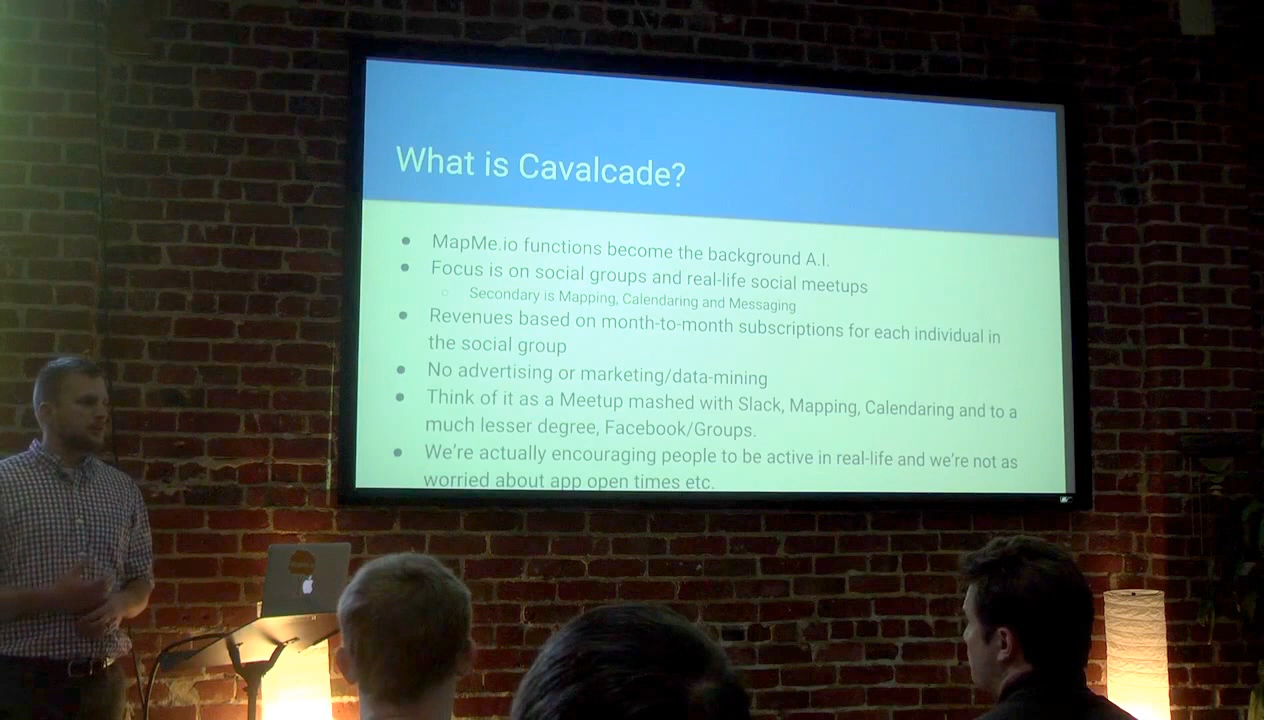 What is Cavalcade?
● MapMe.io functions become the background A.I.
● Focus is on social groups and real-life social meetups
○ Secondary is Mapping, Calendaring and Messaging
● Revenues based on month-to-month subscriptions for each individual in
the social group
● No advertising or marketing/data-mining
● Think of it as a Meetup mashed with Slack, Mapping, Calendaring and to a
much lesser degree, Facebook/Groups.
● We're actually encouraging people to be active in real-life and we're not as
worried about app open times etc.